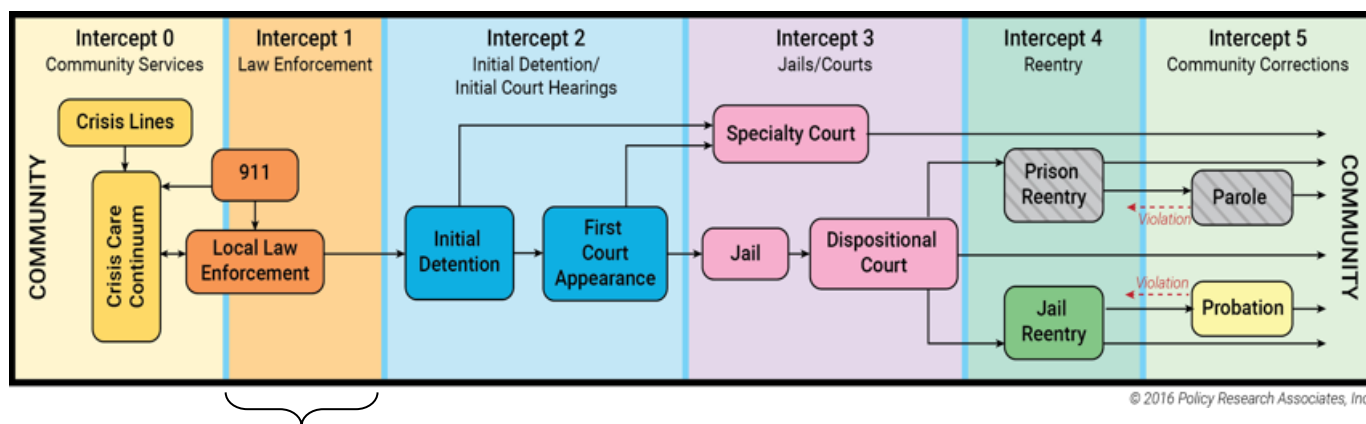 Intercept 0
Community Services
Intercept 1
Law Enforcement
Intercept 2
Initial Detention/
Initial Court Hearings
Intercept 3
Jails/Courts
Intercept 4
Reentry
Intercept 5
Community Corrections
COMMUNITY
Crisis Lines
Crisis Care
Continuum
911
Local Law
Enforcement
Initial
Detention
First
Court
Appearance
Specialty Court
Jail
Dispositional
Court
Prison
Reentry
Violation
Parole
Jail
Reentry
Violation
Probation
COMMUNITY
© 2016 Policy Research Associates, Inc